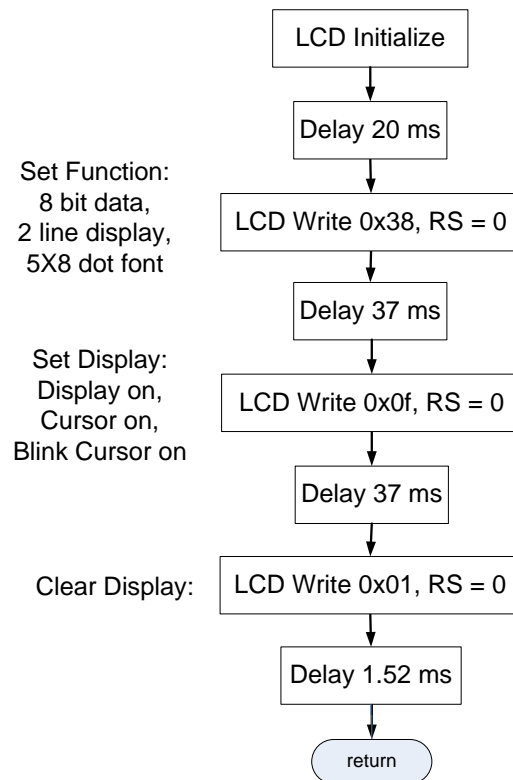 LCD Initialize
Delay 20 ms
Set Function:
8 bit data,
2 line display,
5X8 dot font
LCD Write 0x38, RS = 0
Delay 37 ms
Set Display:
Display on,
Cursor on,
Blink Cursor on
LCD Write 0x0f, RS = 0
Delay 37 ms
Clear Display:
LCD Write 0x01, RS = 0
Delay 1.52 ms
return